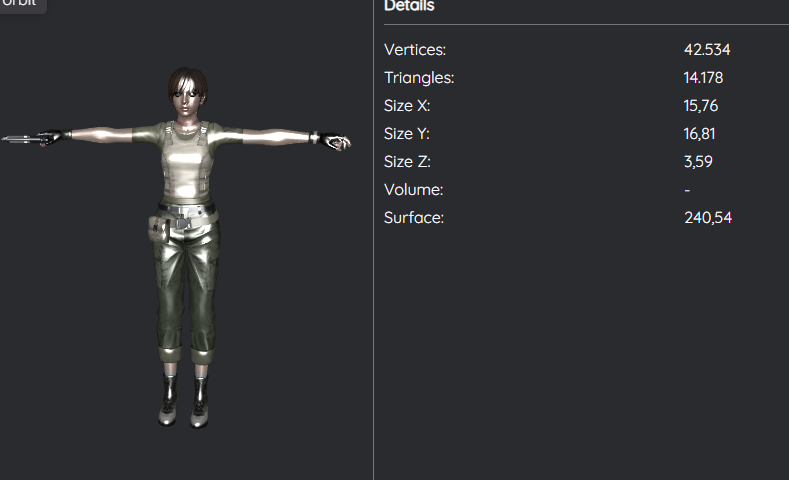 Orbit
Details
Vertices: 42.534
Triangles: 14.178
Size X: 15,76
Size Y: 16,81
Size Z: 3,59
Volume: -
Surface: 240,54